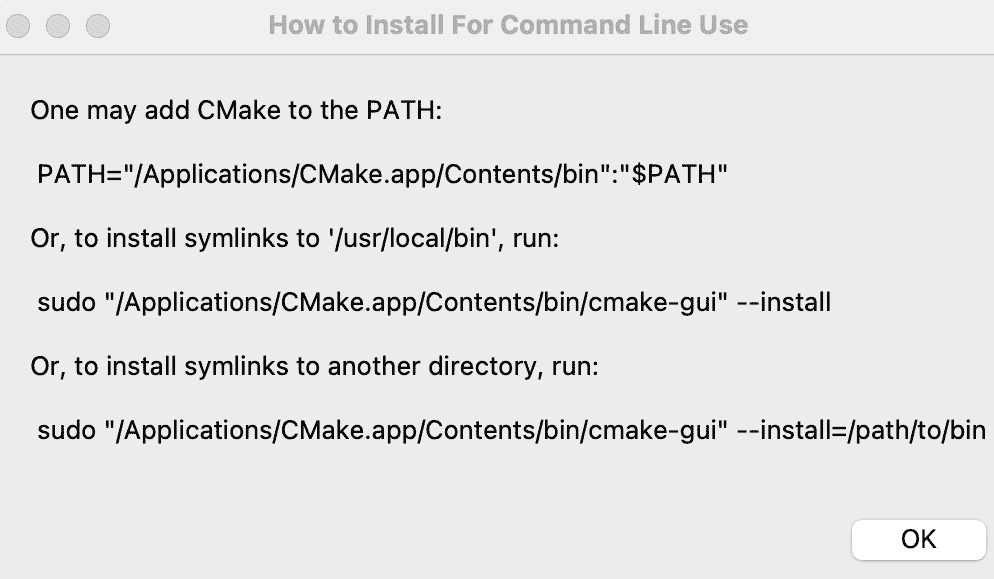 How to Install For Command Line Use
One may add CMake to the PATH:
PATH="/Applications/CMake.app/Contents/bin":"$PATH"
Or, to install symlinks to '/usr/local/bin', run:
sudo "/Applications/CMake.app/Contents/bin/cmake-gui" --install
Or, to install symlinks to another directory, run:
sudo "/Applications/CMake.app/Contents/bin/cmake-gui" --install=/path/to/bin
OK